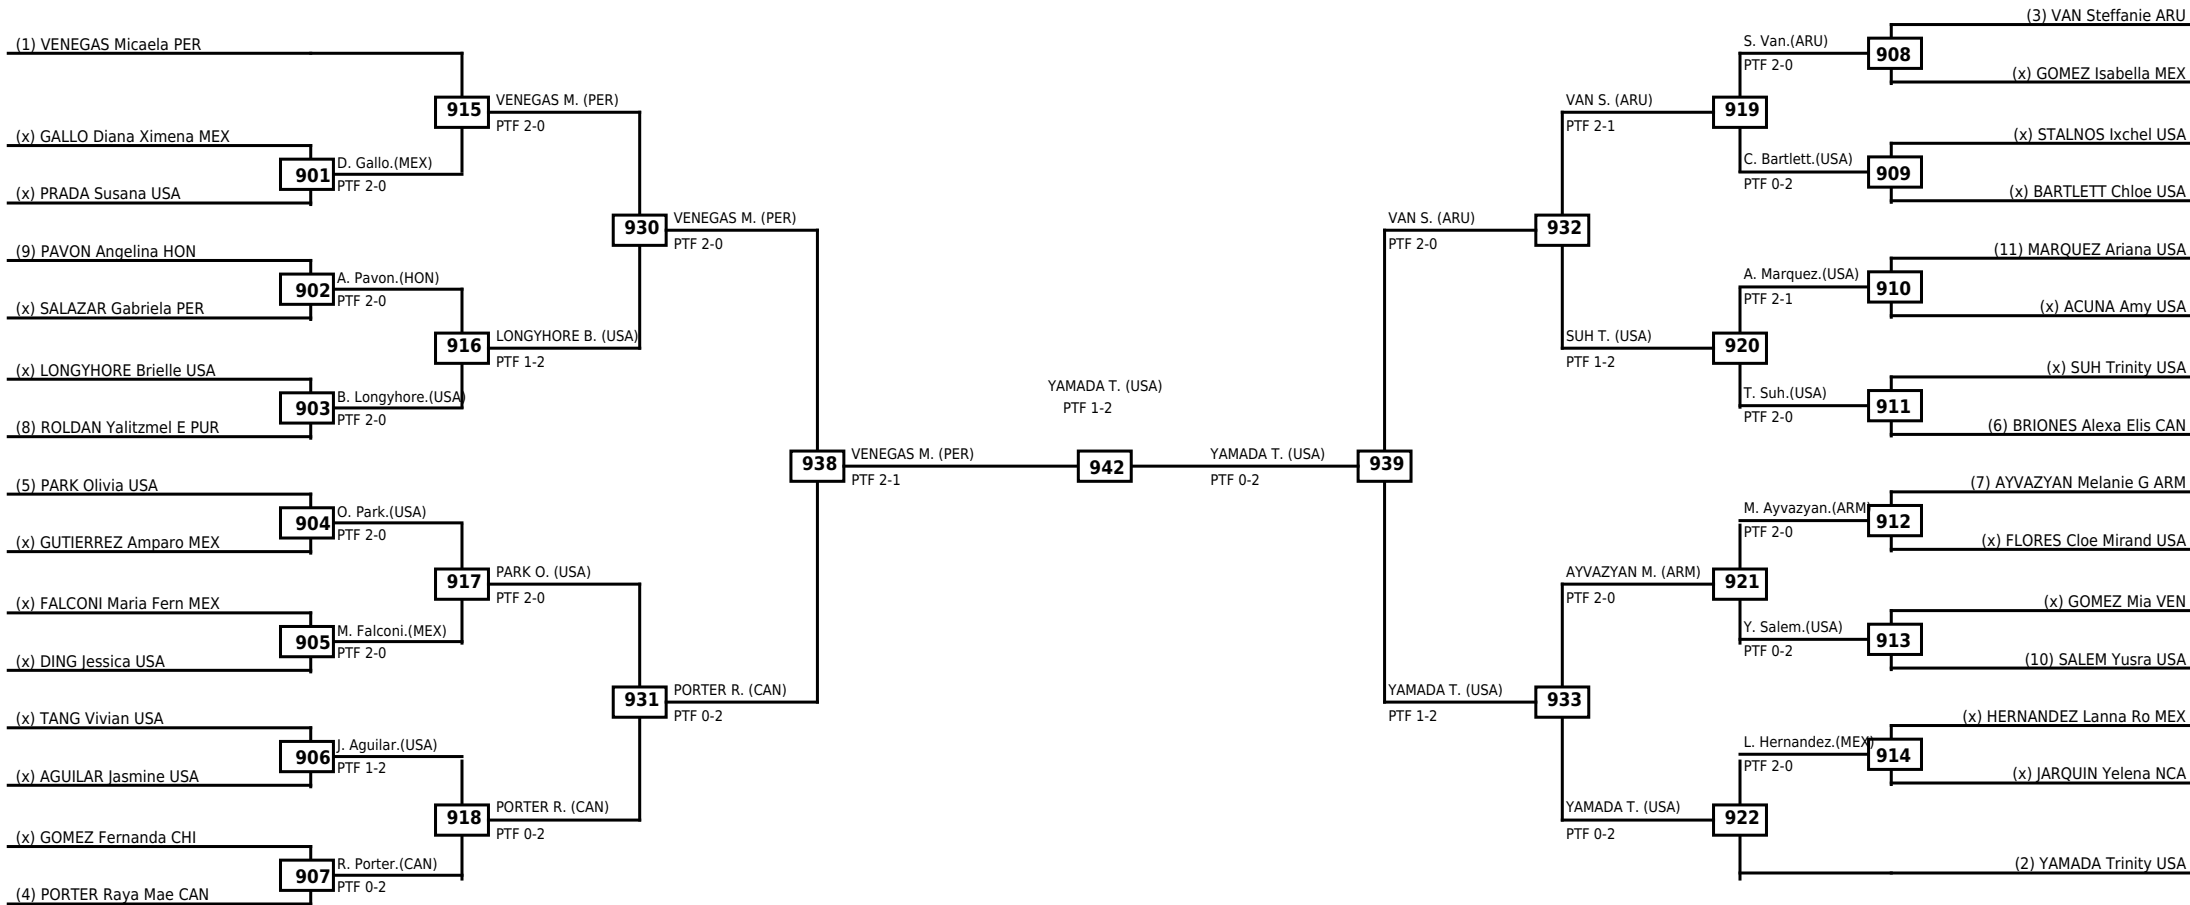 (1) VENEGAS Micaela PER
915
VENEGAS M. (PER)
PTF 2-0
(x) GALLO Diana Ximena MEX
901
D. Gallo.(MEX)
PTF 2-0
(x) PRADA Susana USA
930
VENEGAS M. (PER)
PTF 2-0
(9) PAVON Angelina HON
902
A. Pavon.(HON)
PTF 2-0
(x) SALAZAR Gabriela PER
916
LONGYHORE B. (USA)
PTF 1-2
(x) LONGYHORE Brielle USA
903
B. Longyhore.(USA)
PTF 2-0
(8) ROLDAN Yalitzmel E PUR
938
VENEGAS M. (PER)
PTF 2-1
(5) PARK Olivia USA
904
O. Park.(USA)
PTF 2-0
(x) GUTIERREZ Amparo MEX
917
PARK O. (USA)
PTF 2-0
(x) FALCONI Maria Fern MEX
905
M. Falconi.(MEX)
PTF 2-0
(x) DING Jessica USA
931
PORTER R. (CAN)
PTF 0-2
(x) TANG Vivian USA
906
J. Aguilar.(USA)
PTF 1-2
(x) AGUILAR Jasmine USA
918
PORTER R. (CAN)
PTF 0-2
(x) GOMEZ Fernanda CHI
907
R. Porter.(CAN)
PTF 0-2
(4) PORTER Raya Mae CAN
YAMADA T. (USA)
PTF 1-2
942
YAMADA T. (USA)
PTF 0-2
939
VAN S. (ARU)
PTF 2-0
932
VAN S. (ARU)
PTF 2-1
919
S. Van.(ARU)
PTF 2-0
908
(3) VAN Steffanie ARU
(x) GOMEZ Isabella MEX
C. Bartlett.(USA)
PTF 0-2
909
(x) STALNOS Ixchel USA
(x) BARTLETT Chloe USA
SUH T. (USA)
PTF 1-2
920
A. Marquez.(USA)
PTF 2-1
910
(11) MARQUEZ Ariana USA
(x) ACUNA Amy USA
T. Suh.(USA)
PTF 2-0
911
(x) SUH Trinity USA
(6) BRIONES Alexa Elis CAN
YAMADA T. (USA)
PTF 1-2
933
AYVAZYAN M. (ARM)
PTF 2-0
921
M. Ayvazyan.(ARM)
PTF 2-0
912
(7) AYVAZYAN Melanie G ARM
(x) FLORES Cloe Mirand USA
Y. Salem.(USA)
PTF 0-2
913
(x) GOMEZ Mia VEN
(10) SALEM Yusra USA
YAMADA T. (USA)
PTF 0-2
922
L. Hernandez.(MEX)
PTF 2-0
914
(x) HERNANDEZ Lanna Ro MEX
(x) JARQUIN Yelena NCA
(2) YAMADA Trinity USA